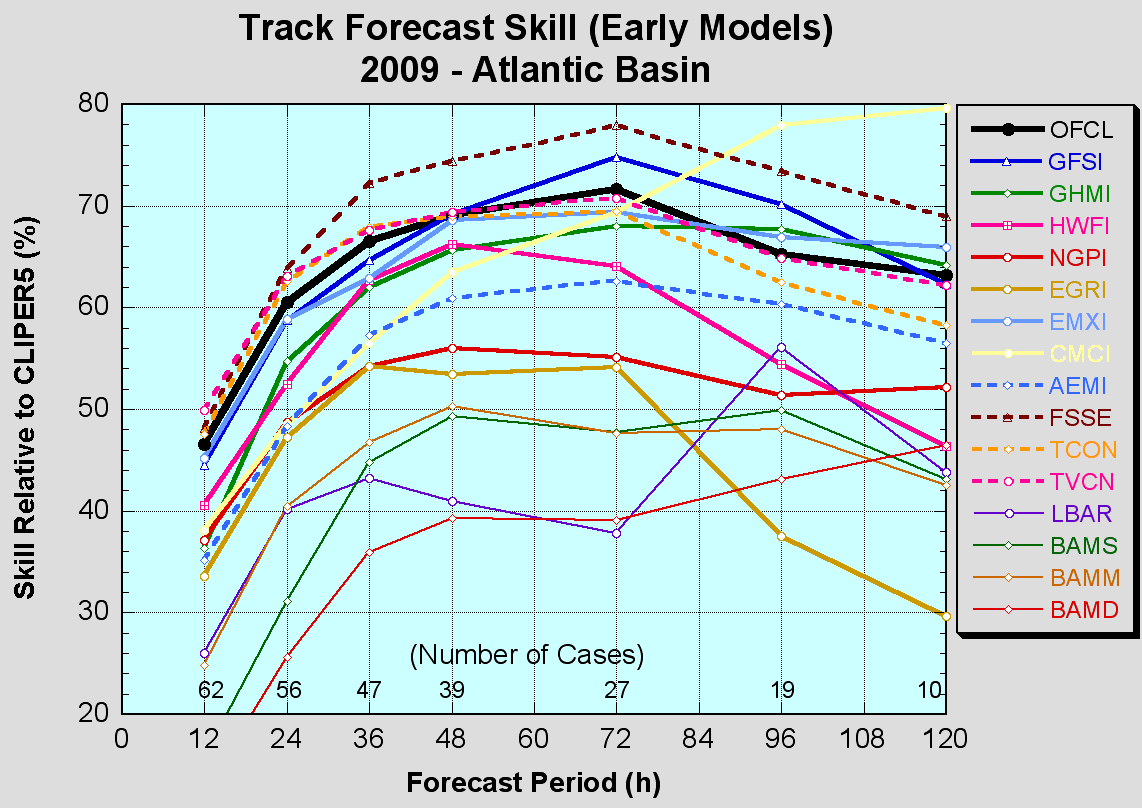 Track Forecast Skill (Early Models)
2009 - Atlantic Basin
Skill Relative to CLIPER5 (%)
80
70
60
50
40
30
20
(Number of Cases)
62 56 47 39 27 19 10
0 12 24 36 48 60 72 84 96 108 120
Forecast Period (h)
OFCL
GFSI
GHMI
HWFI
NGPI
EGRI
EMXI
CMCI
AEMI
FSSE
TCON
TVCN
LBAR
BAMS
BAMM
BAMD